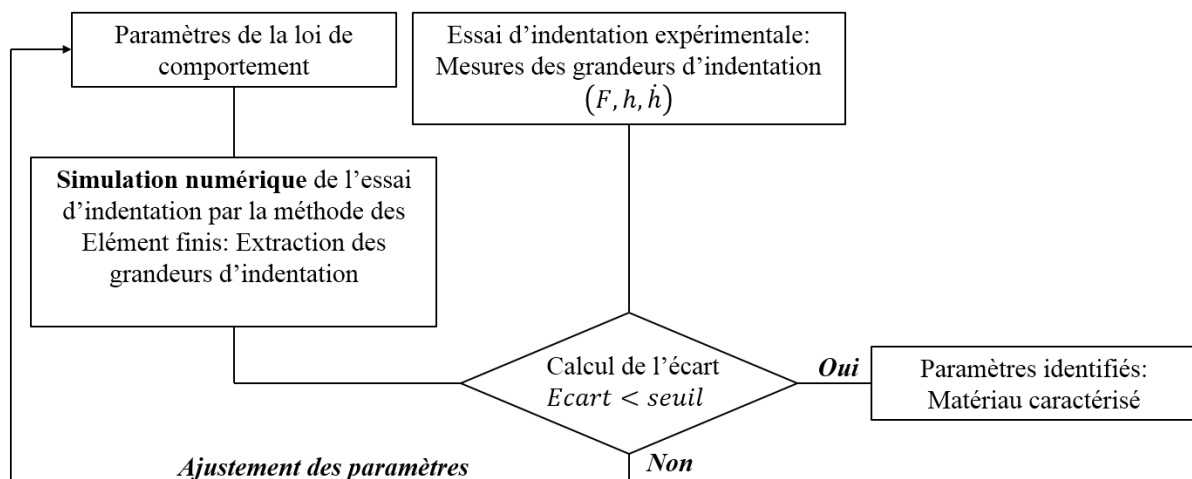 Paramètres de la loi de
comportement
Essai d’indentation expérimentale:
Mesures des grandeurs d’indentation
(F, h, ḣ)
Simulation numérique de l’essai
d’indentation par la méthode des
Elément finis: Extraction des
grandeurs d’indentation
Calcul de l’écart
Ecart < seuil
Oui
Paramètres identifiés:
Matériau caractérisé
Ajustement des paramètres
Non